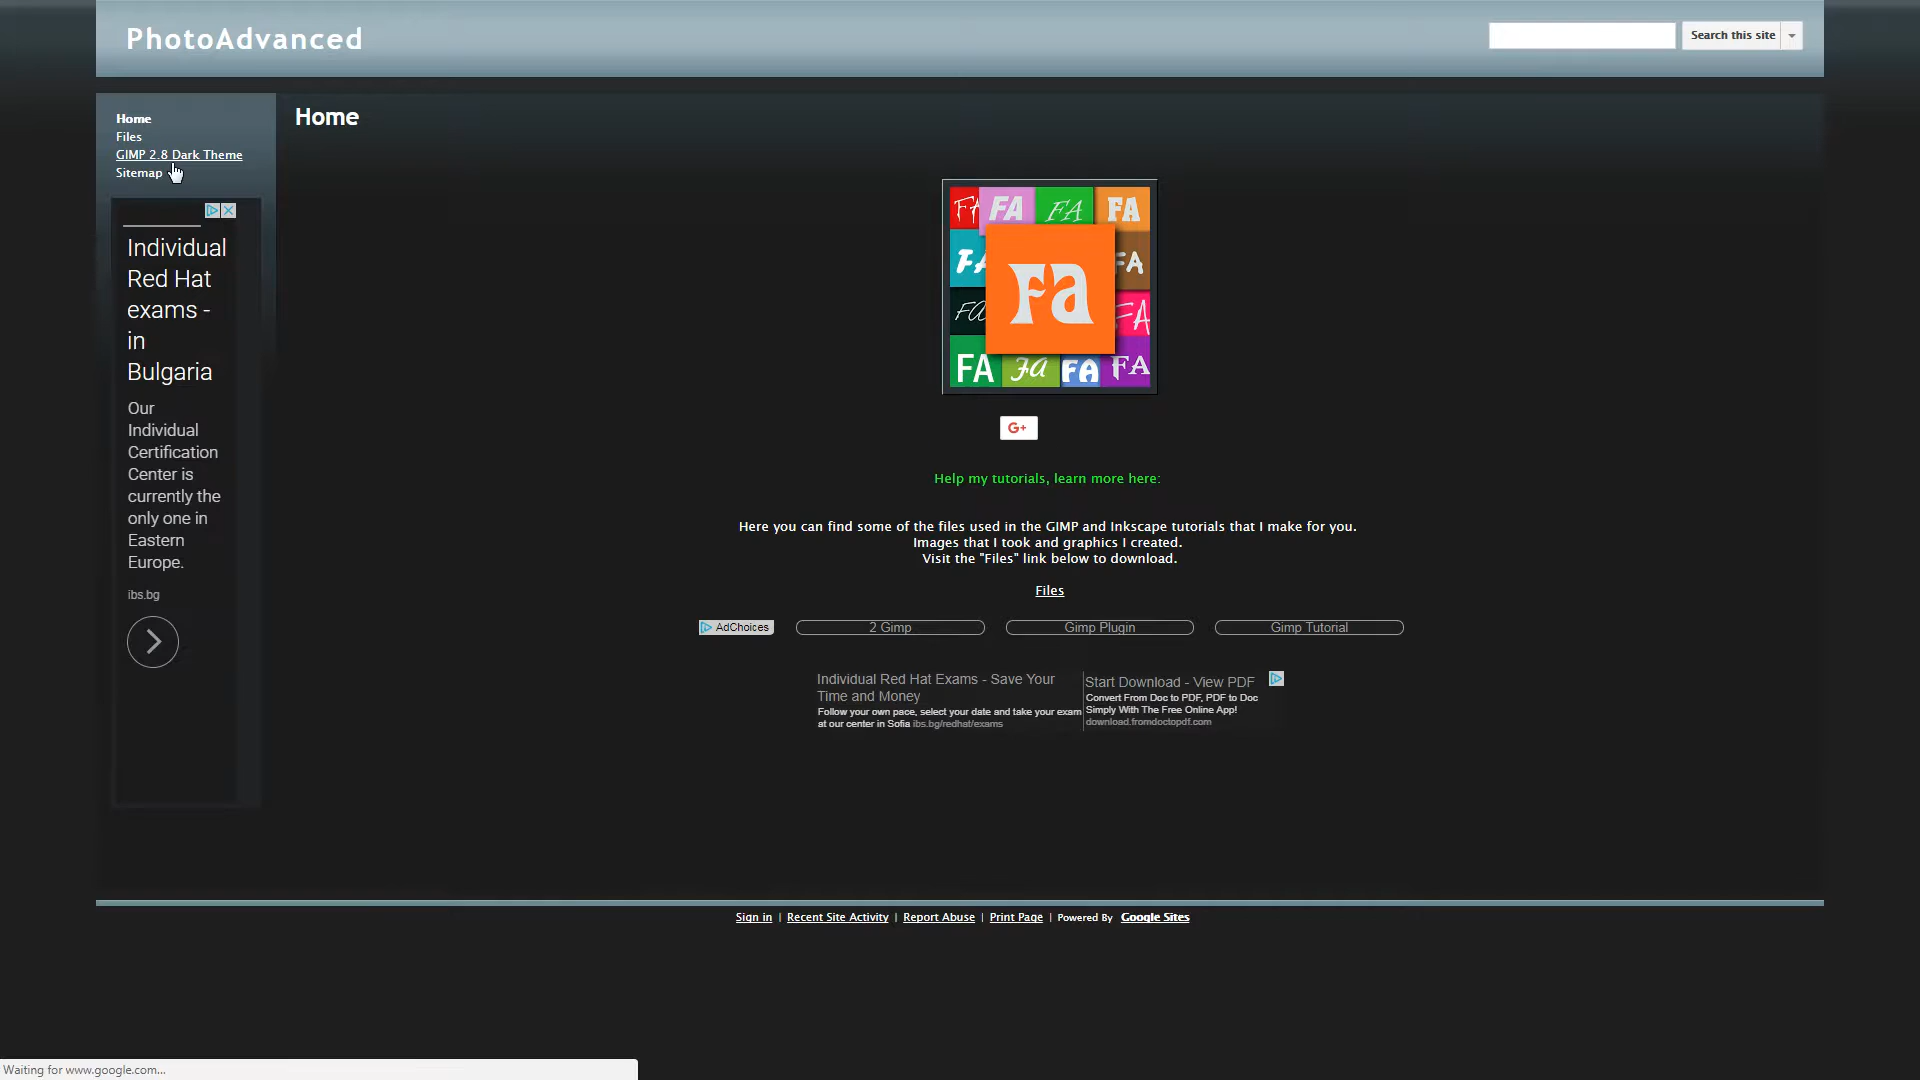 PhotoAdvanced
Search this site
Home
Files
GIMP 2.8 Dark Theme
Sitemap
Home
Individual
Red Hat
exams -
in
Bulgaria
Our
Individual
Certification
Center is
currently the
only one in
Eastern
Europe.
ibs.bg
FA FA FA FA
FA FA
Fa
FA FA
FA FA FA FA
G+
Help my tutorials, learn more here:
Here you can find some of the files used in the GIMP and Inkscape tutorials that I make for you.
Images that I took and graphics I created.
Visit the "Files" link below to download.
Files
AdChoices
2 Gimp
Gimp Plugin
Gimp Tutorial
Individual Red Hat Exams - Save Your
Time and Money
Follow your own pace, select your date and take your exam
at our center in Sofia ibs.bg/redhat/exams
Start Download - View PDF
Convert From Doc to PDF, PDF to Doc
Simply With The Free Online App!
download.fromdoctopdf.com
Sign in | Recent Site Activity | Report Abuse | Print Page | Powered By Google Sites
Waiting for www.google.com...